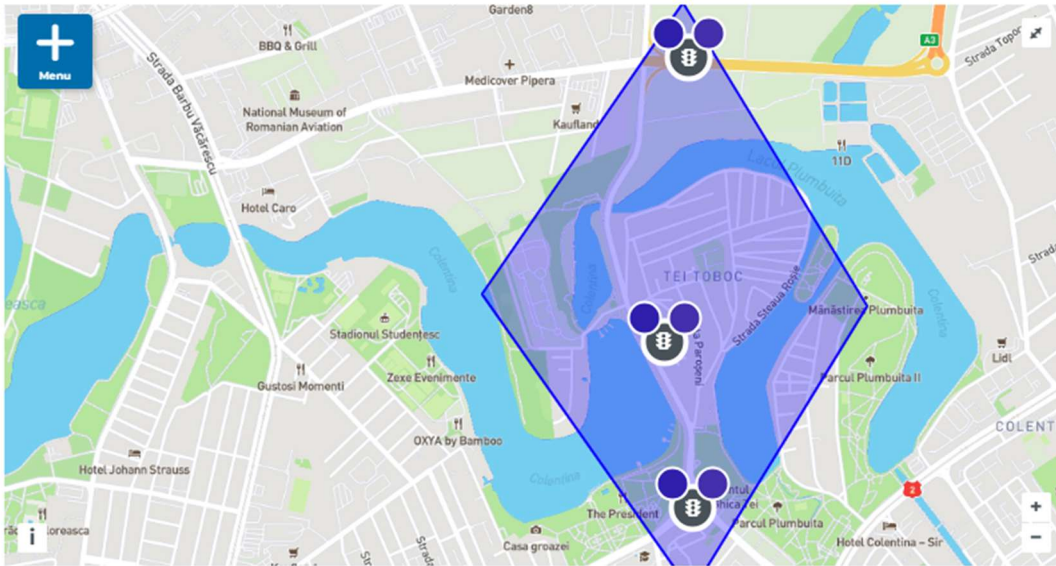 Garden8
BBQ & Grill
Menu
A3
Strada Barbu Văcărescu
Medicover Pipera
National Museum of
Romanian Aviation
Kaufland
11D
Lacul Plumbuita
Hotel Caro
Colentina
TEI TOBOC
Colentina
Strada Steaua Roșie
Mănăstirea Plumbuita
Colentina
Stadionul Studențesc
Lidl
Gustosi Momenti
Zexe Evenimente
Parcul Plumbuita II
OXYA by Bamboo
COLENT
Hotel Johann Strauss
Colentina
2
The President
Parcul Plumbuita
Casa groazei
Hotel Colentina – Sir
i
+
−